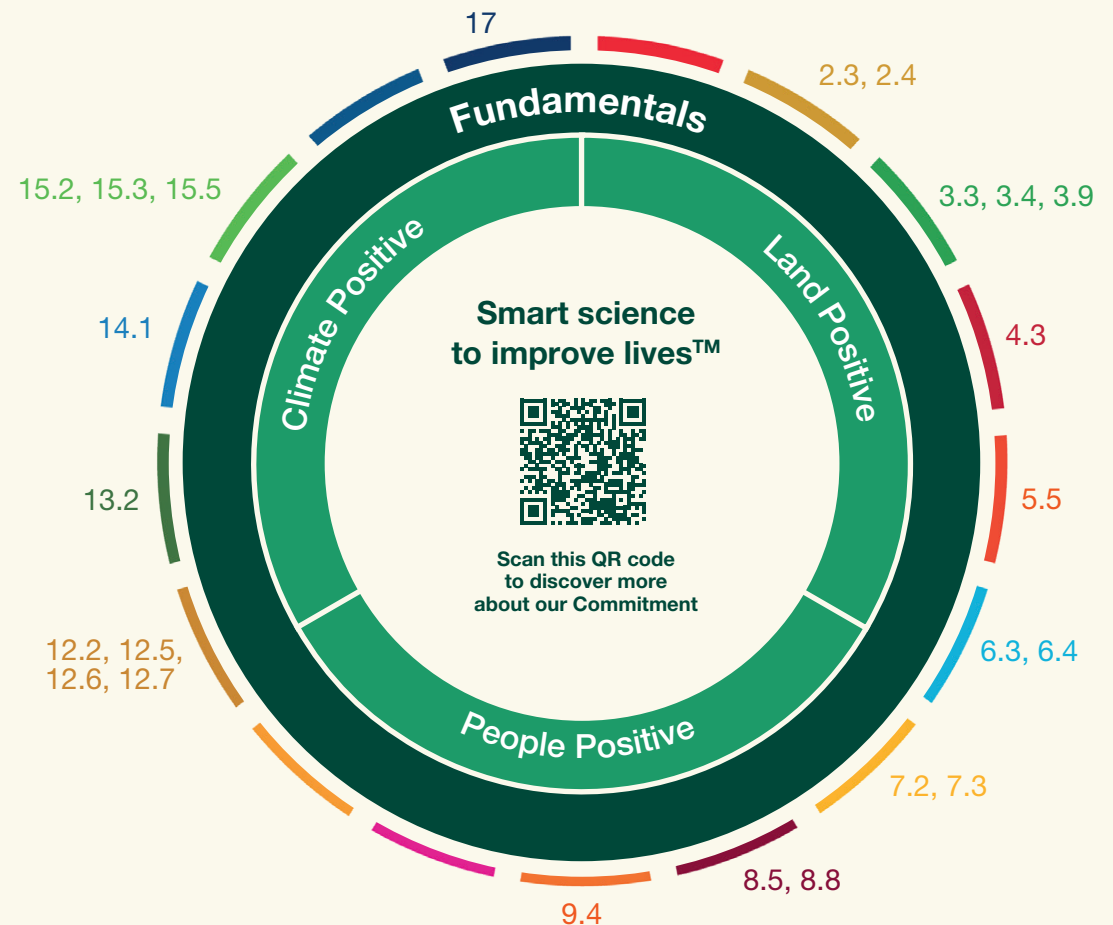 17
2.3, 2.4
3.3, 3.4, 3.9
4.3
5.5
6.3, 6.4
7.2, 7.3
8.5, 8.8
9.4
12.2, 12.5,
12.6, 12.7
13.2
14.1
15.2, 15.3, 15.5
Fundamentals
Climate Positive
Land Positive
People Positive
Smart science
to improve lives™
Scan this QR code
to discover more
about our Commitment